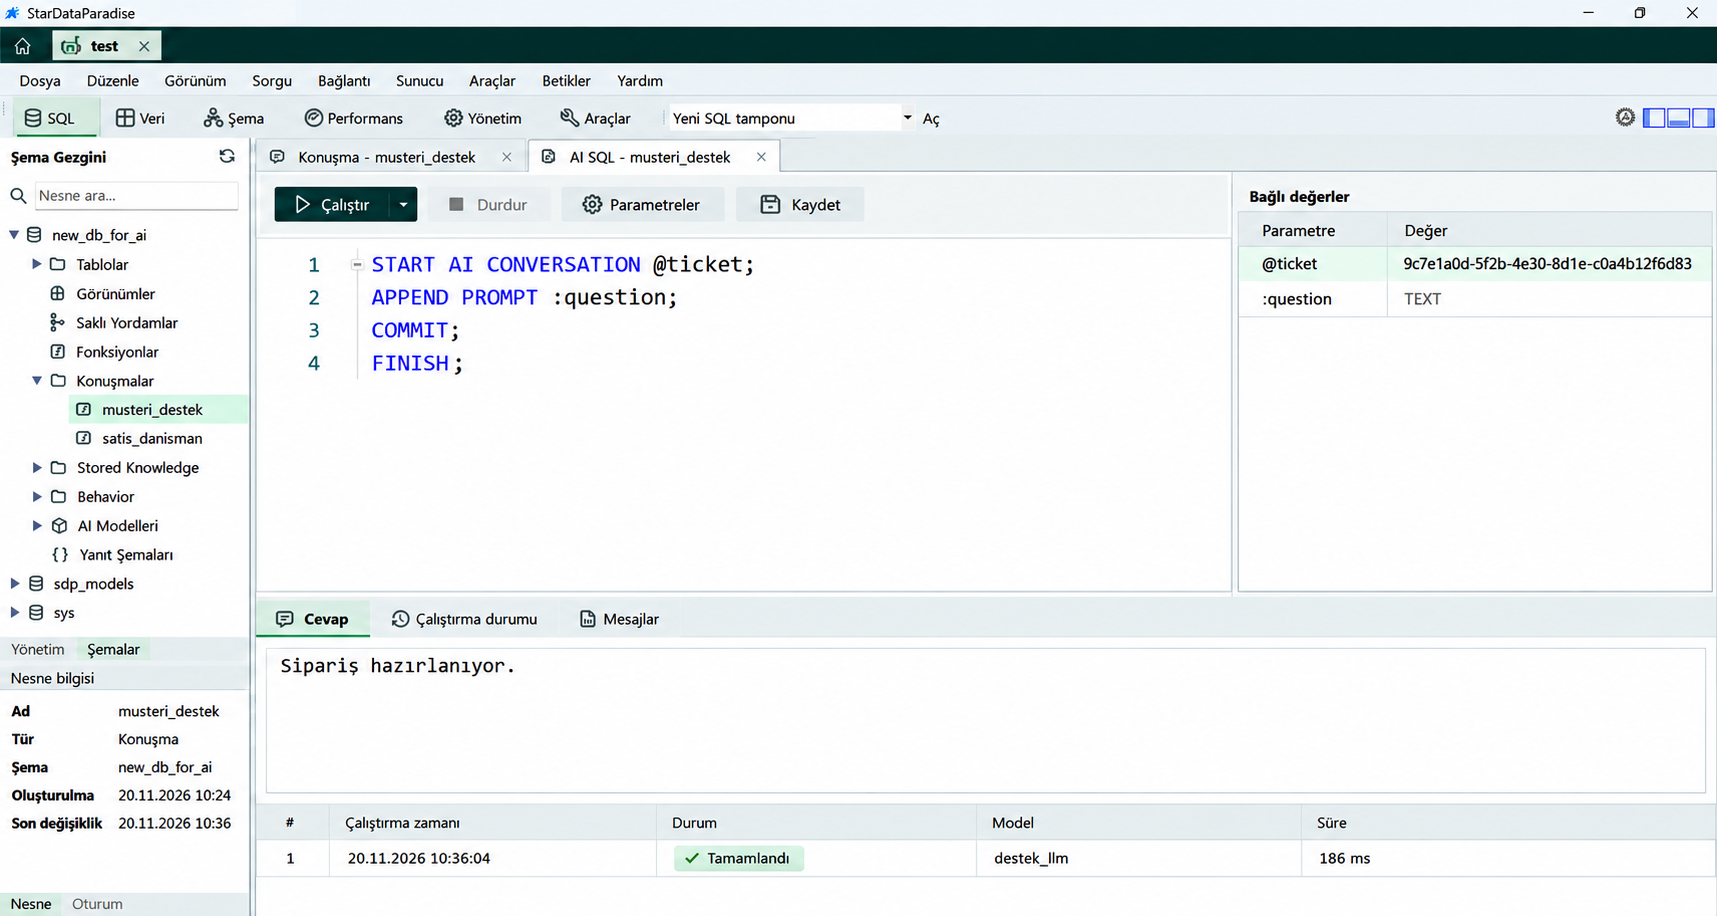 StarDataParadise
test
Dosya Düzenle Görünüm Sorgu Bağlantı Sunucu Araçlar Betikler Yardım
SQL Veri Şema Performans Yönetim Araçlar Yeni SQL tamponu Aç
Şema Gezgini
Nesne ara...
new_db_for_ai
Tablolar
Görünümler
Saklı Yordamlar
Fonksiyonlar
Konuşmalar
musteri_destek
satis_danisman
Stored Knowledge
Behavior
AI Modelleri
{} Yanıt Şemaları
sdp_models
sys
Yönetim Şemalar
Nesne bilgisi
Ad musteri_destek
Tür Konuşma
Şema new_db_for_ai
Oluşturulma 20.11.2026 10:24
Son değişiklik 20.11.2026 10:36
Nesne Oturum
Konuşma - musteri_destek AI SQL - musteri_destek
Çalıştır Durdur Parametreler Kaydet
1 START AI CONVERSATION @ticket;
2 APPEND PROMPT :question;
3 COMMIT;
4 FINISH;
Bağlı değerler
Parametre Değer
@ticket 9c7e1a0d-5f2b-4e30-8d1e-c0a4b12f6d83
:question TEXT
Cevap Çalıştırma durumu Mesajlar
Sipariş hazırlanıyor.
# Çalıştırma zamanı Durum Model Süre
1 20.11.2026 10:36:04 Tamamlandı destek_llm 186 ms